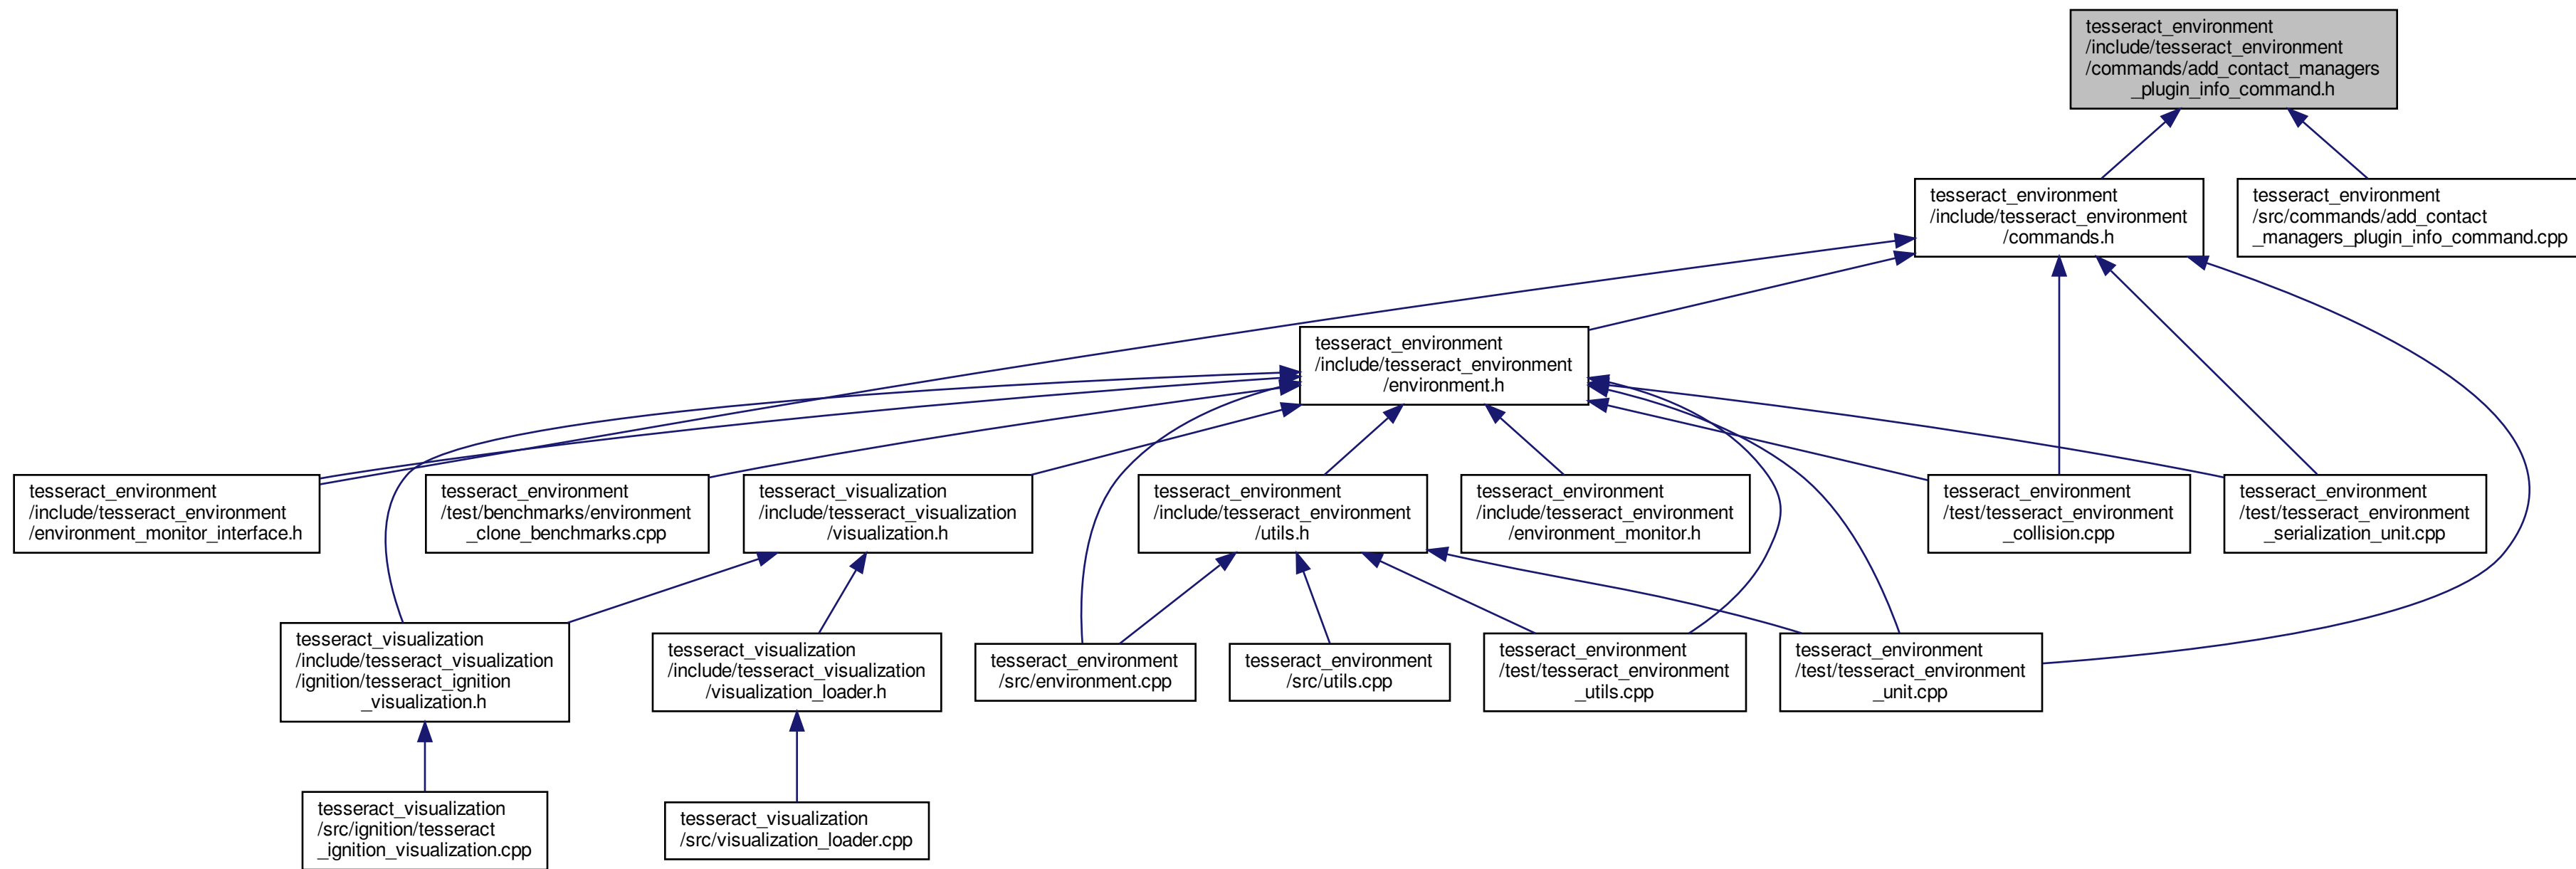 tesseract_environment
/include/tesseract_environment
/commands/add_contact_managers
_plugin_info_command.h
tesseract_environment
/include/tesseract_environment
/commands.h
tesseract_environment
/src/commands/add_contact
_managers_plugin_info_command.cpp
tesseract_environment
/include/tesseract_environment
/environment.h
tesseract_environment
/include/tesseract_environment
/environment_monitor_interface.h
tesseract_environment
/test/benchmarks/environment
_clone_benchmarks.cpp
tesseract_visualization
/include/tesseract_visualization
/visualization.h
tesseract_environment
/include/tesseract_environment
/utils.h
tesseract_environment
/include/tesseract_environment
/environment_monitor.h
tesseract_environment
/test/tesseract_environment
_collision.cpp
tesseract_environment
/test/tesseract_environment
_serialization_unit.cpp
tesseract_visualization
/include/tesseract_visualization
/ignition/tesseract_ignition
_visualization.h
tesseract_visualization
/include/tesseract_visualization
/visualization_loader.h
tesseract_environment
/src/environment.cpp
tesseract_environment
/src/utils.cpp
tesseract_environment
/test/tesseract_environment
_utils.cpp
tesseract_environment
/test/tesseract_environment
_unit.cpp
tesseract_visualization
/src/ignition/tesseract
_ignition_visualization.cpp
tesseract_visualization
/src/visualization_loader.cpp